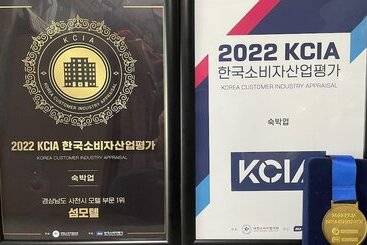 KCIA
KOREA CUSTOMER INDUSTRY APPRAISAL
2022 KCIA 한국소비자산업평가
KOREA CUSTOMER INDUSTRY APPRAISAL
숙박업
경상남도 사천시 모텔 부문 1위
섬모텔
2022 KCIA
한국소비자산업평가
KOREA CUSTOMER INDUSTRY APPRAISAL
숙박업
KCIA